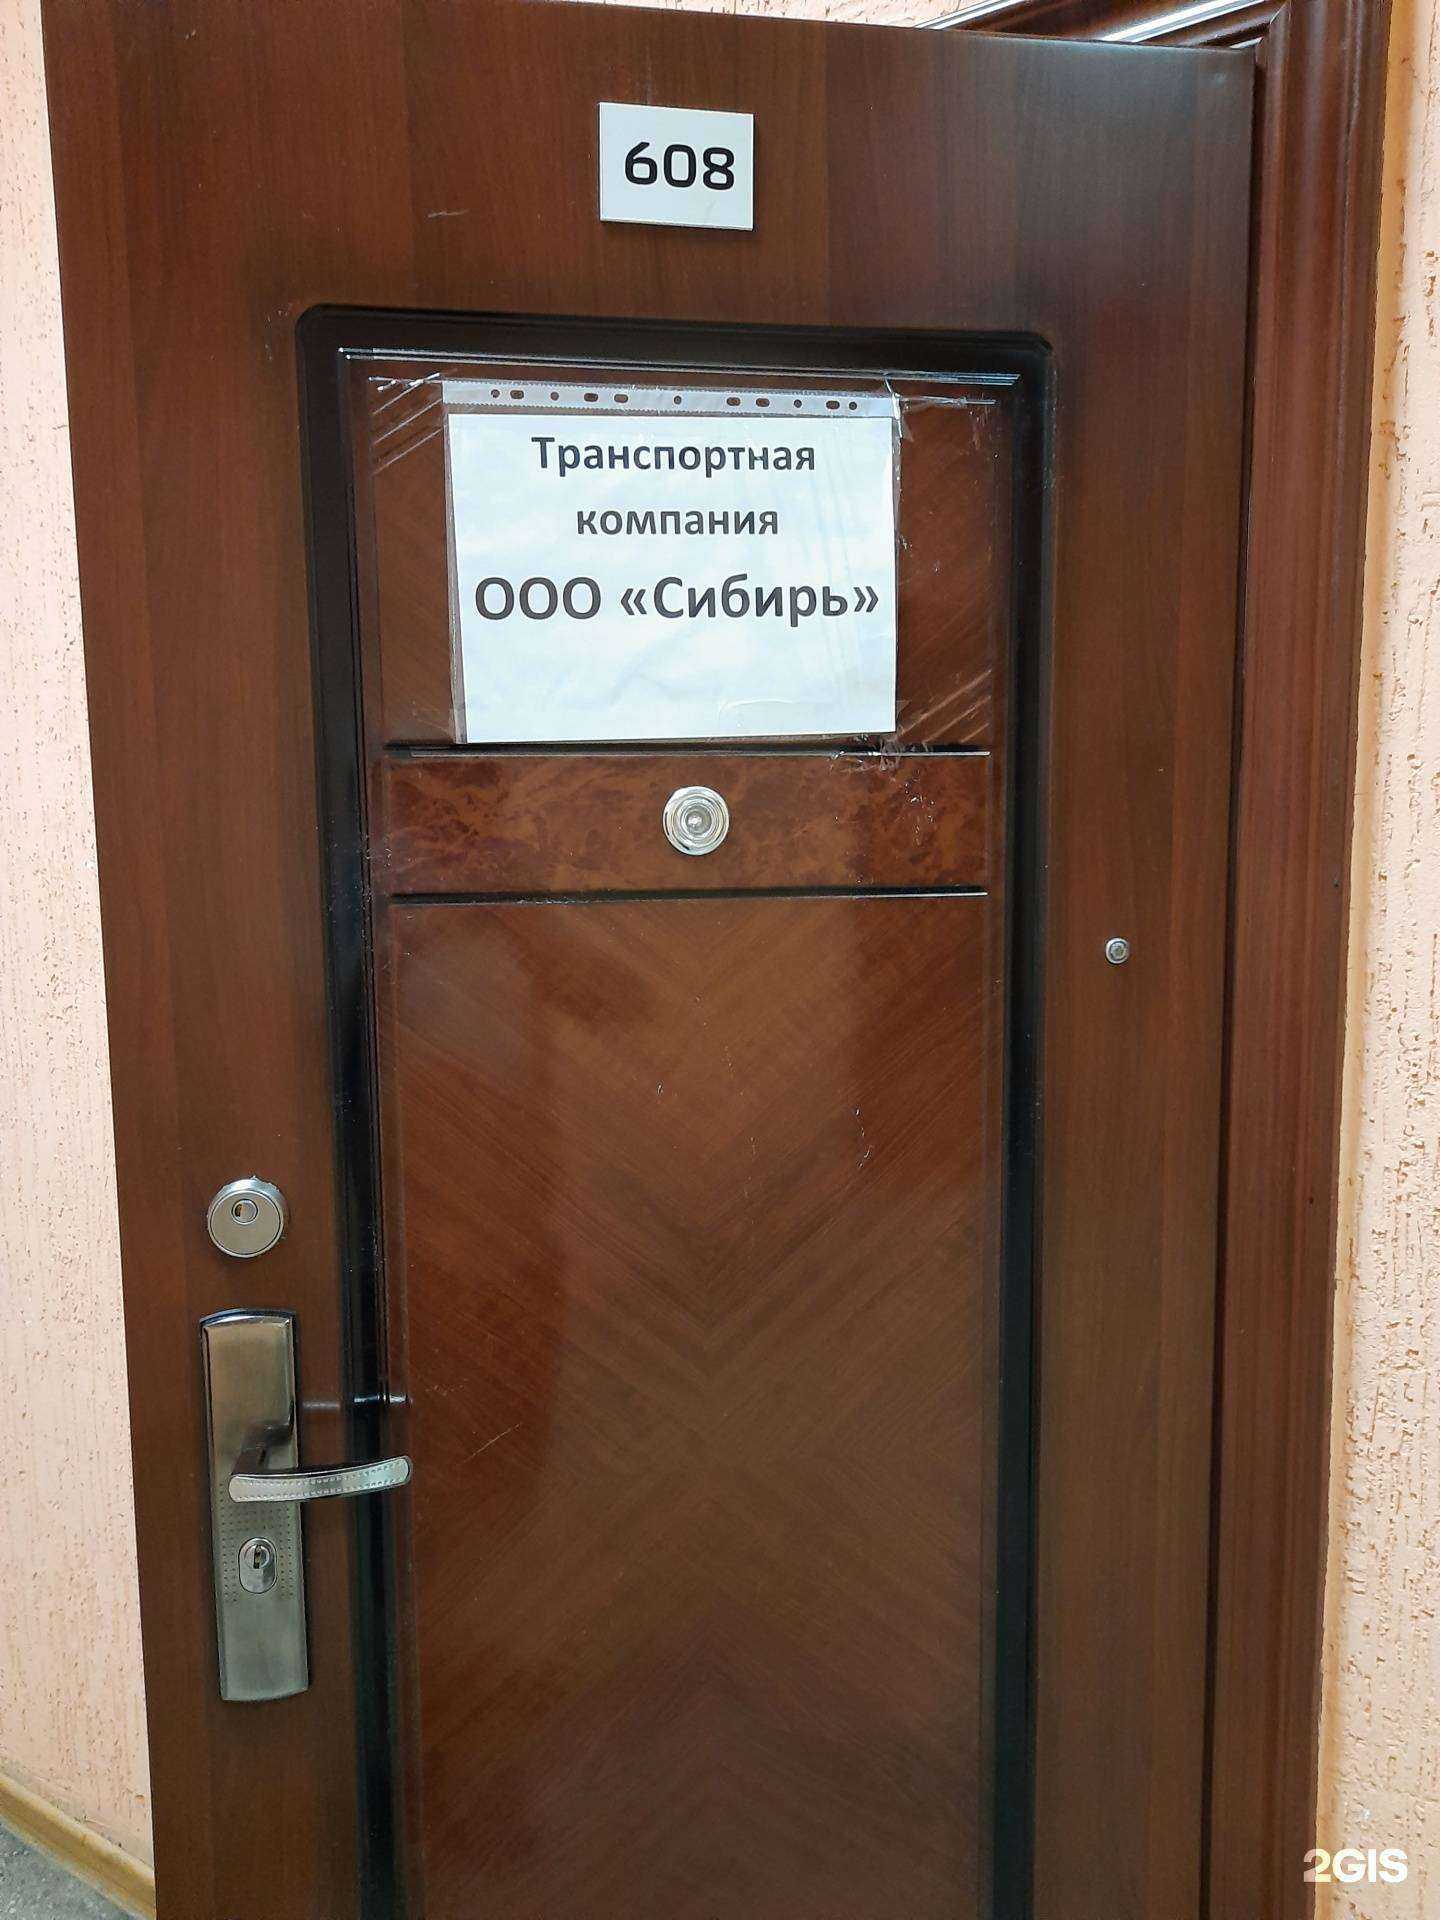 608
Транспортная
компания
ООО «Сибирь»
2GIS